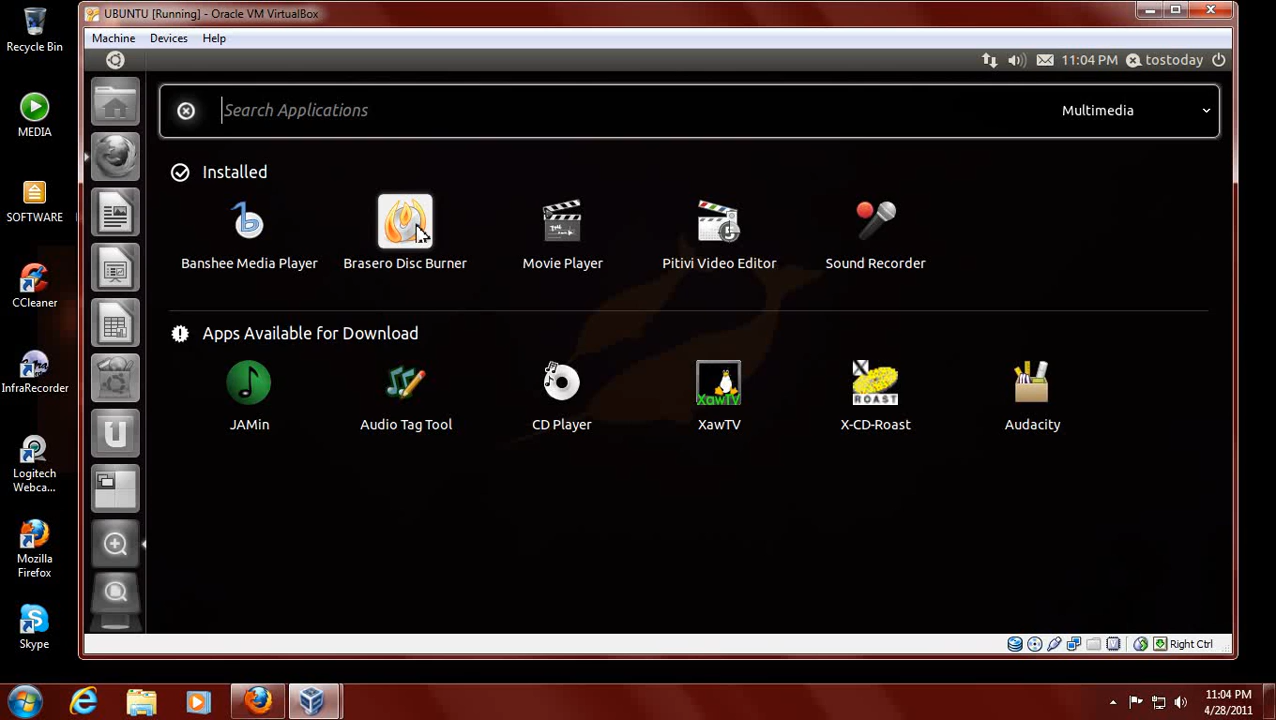 UBUNTU [Running] - Oracle VM VirtualBox
Machine Devices Help
11:04 PM tostoday
Recycle Bin
MEDIA
SOFTWARE
CCleaner
InfraRecorder
Logitech
Webca...
Mozilla
Firefox
Skype
Search Applications
Multimedia
Installed
Banshee Media Player
Brasero Disc Burner
Movie Player
Pitivi Video Editor
Sound Recorder
Apps Available for Download
JAMin
Audio Tag Tool
CD Player
XawTV
XawTV
X
ROAST
X-CD-Roast
Audacity
Right Ctrl
11:04 PM
4/28/2011